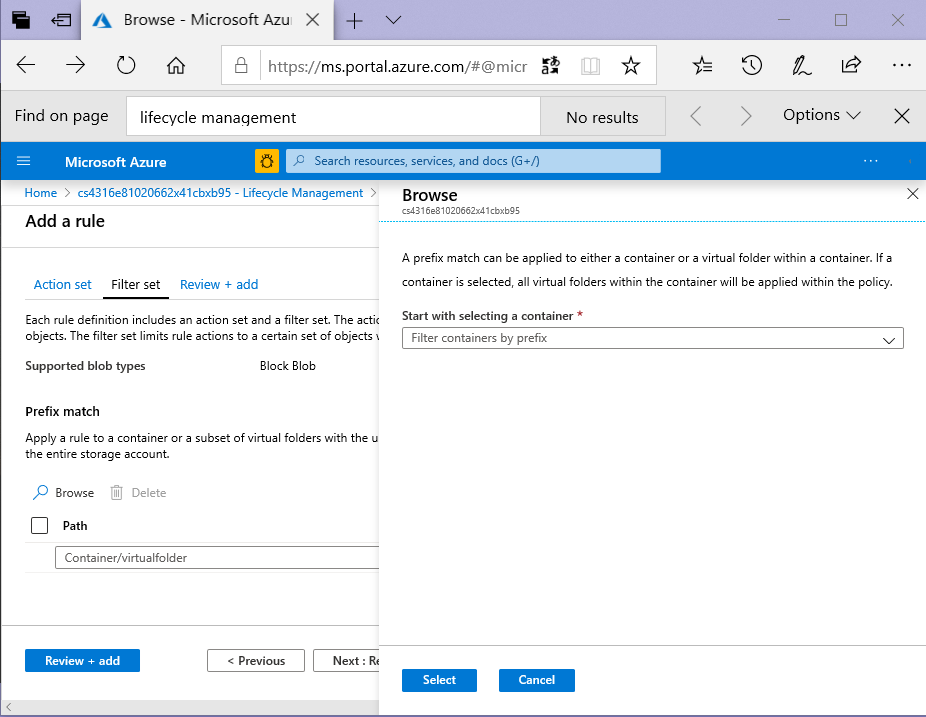 Browse - Microsoft Azu
https://ms.portal.azure.com/#@micr
Find on page
lifecycle management
No results
Options
Microsoft Azure
Search resources, services, and docs (G+/)
Home > cs4316e81020662x41cbxb95 - Lifecycle Management >
Add a rule
Action set
Filter set
Review + add
Each rule definition includes an action set and a filter set. The actio
objects. The filter set limits rule actions to a certain set of objects w
Supported blob types
Block Blob
Prefix match
Apply a rule to a container or a subset of virtual folders with the u
the entire storage account.
Browse
Delete
Path
Container/virtualfolder
Review + add
< Previous
Next : Re
Browse
cs4316e81020662x41cbxb95
A prefix match can be applied to either a container or a virtual folder within a container. If a
container is selected, all virtual folders within the container will be applied within the policy.
Start with selecting a container *
Filter containers by prefix
Select
Cancel